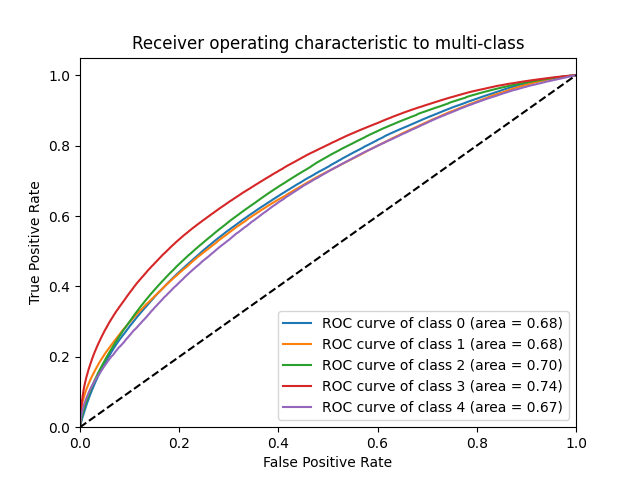 Receiver operating characteristic to multi-class
1.0
0.8
0.6
0.4
0.2
0.0
True Positive Rate
ROC curve of class 0 (area = 0.68)
ROC curve of class 1 (area = 0.68)
ROC curve of class 2 (area = 0.70)
ROC curve of class 3 (area = 0.74)
ROC curve of class 4 (area = 0.67)
0.0 0.2 0.4 0.6 0.8 1.0
False Positive Rate